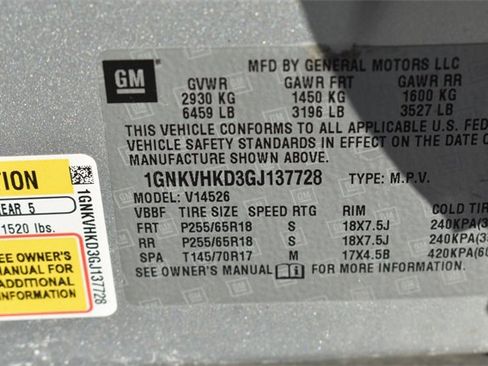 GM
MFD BY GENERAL MOTORS LLC
GVWR GAWR FRT GAWR RR
2930 KG 1450 KG 1600 KG
6459 LB 3196 LB 3527 LB
THIS VEHICLE CONFORMS TO ALL APPLICABLE U.S. FED
VEHICLE SAFETY STANDARDS IN EFFECT ON THE DATE O
MANUFACTURE SHOWN ABOVE.
1GNKVHKD3GJ137728 TYPE: M.P.V.
MODEL: V14526
VBBF TIRE SIZE SPEED RTG RIM COLD TI
FRT P255/65R18 S 18X7.5J 240KPA(3
RR P255/65R18 S 18X7.5J 240KPA(35
SPA T145/70R17 M 17X4.5B 420KPA(60
SEE OWNER'S MANUAL FOR MORE INFORMATION.
TION
EAR 5
1520 lbs.
SEE OWNER'S
MANUAL FOR
ADDITIONAL
INFORMATION
1GNKVHKD3GJ137728